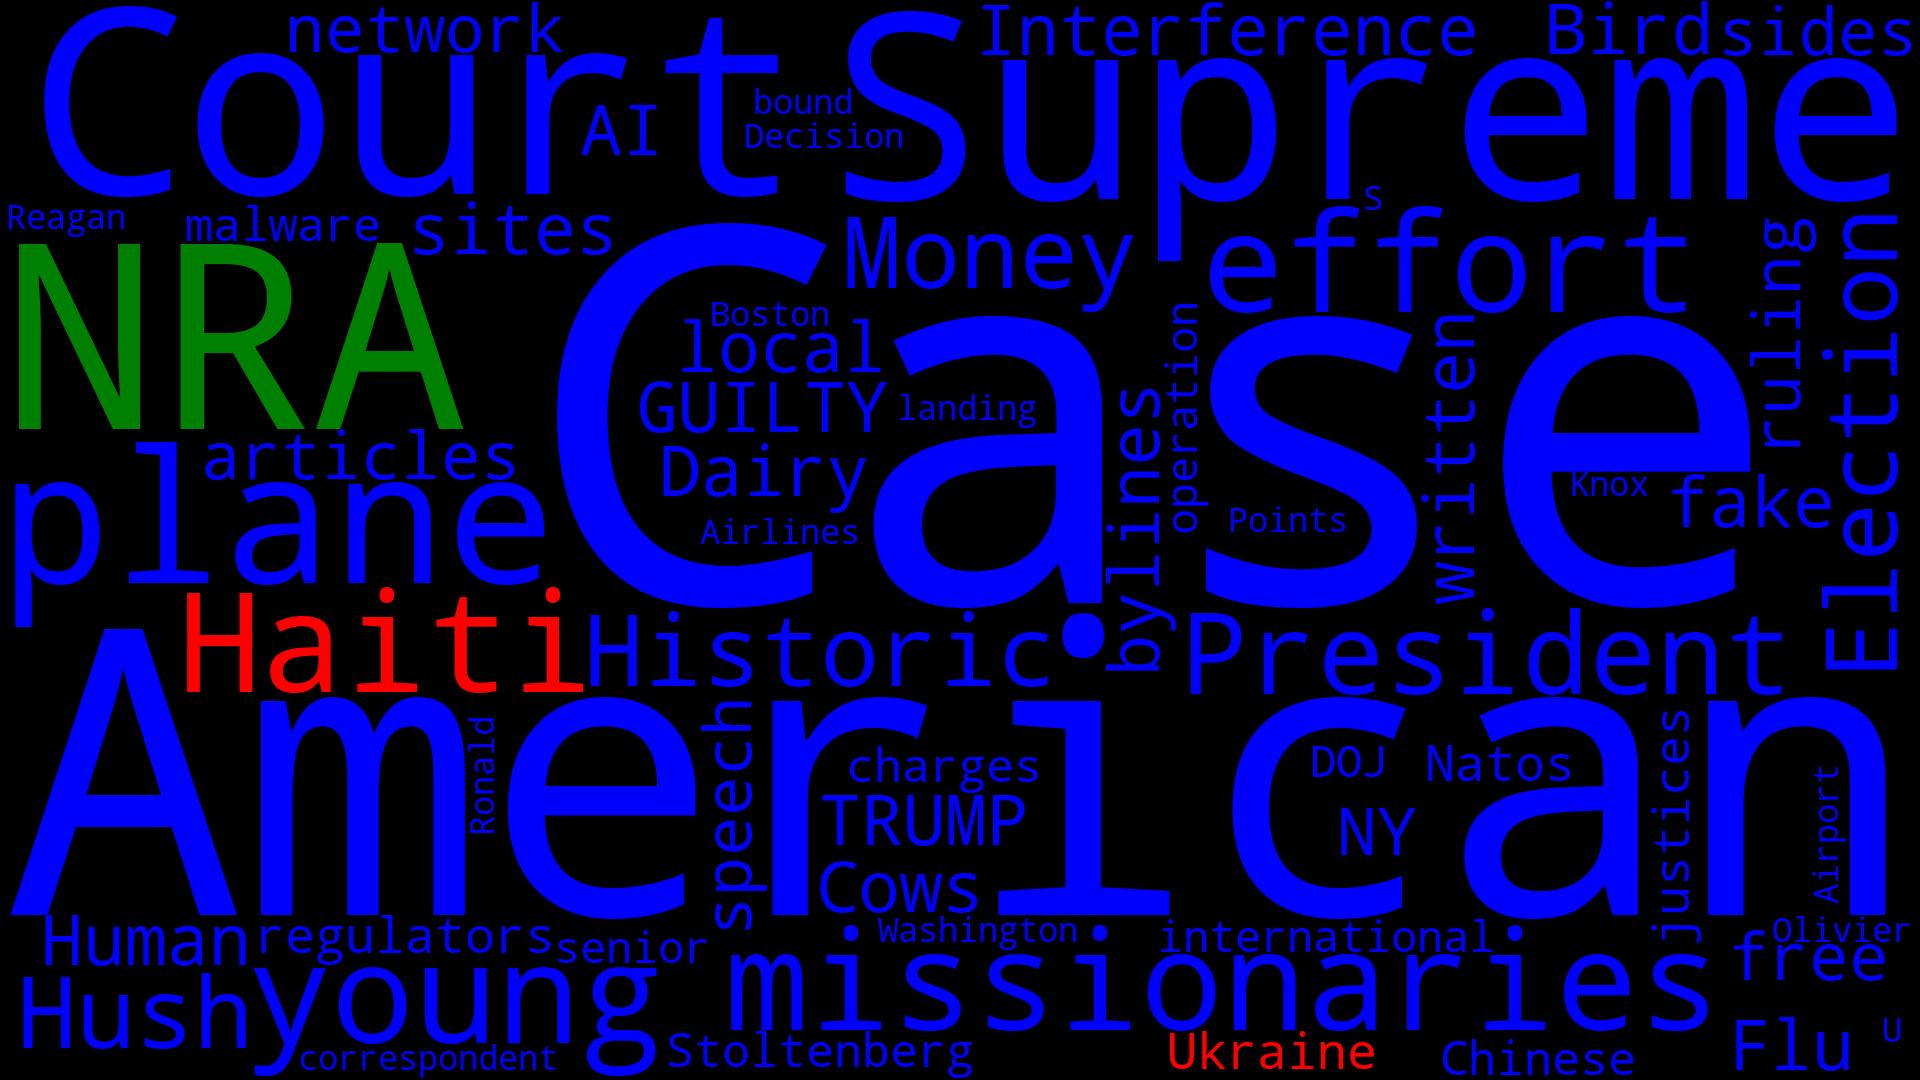 network
Interference
Birdsides
Court
Supreme
AI
bound
Decision
Reagan
malware
sites
S
Money
effort
ruling
Election
NRA
Case
Boston
local
GUILTY
landing
operation
written
bylines
articles
Dairy
plane
Airlines
Points
Knox
fake
Haiti
Historic
President
American
Ronald
speech
charges
TRUMP
Cows
DOJ
Natos
NY
justices
Airport
Human
regulators
senior
Washington
international
Olivier
free
Hush
young
missionaries
correspondent
Stoltenberg
Ukraine
Chinese
Flu
U